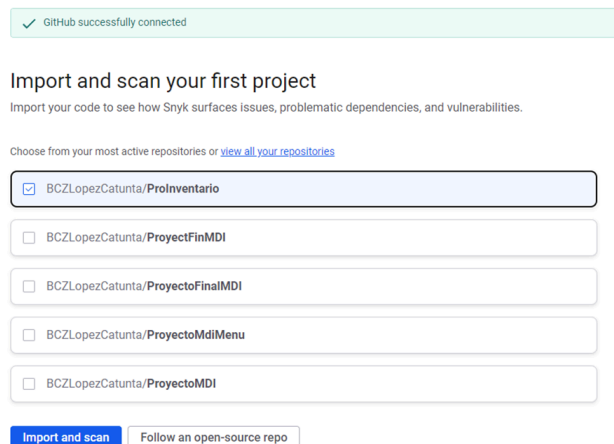 GitHub successfully connected
Import and scan your first project
Import your code to see how Snyk surfaces issues, problematic dependencies, and vulnerabilities.
Choose from your most active repositories or view all your repositories
BCZLopezCatunta/ProInventario
BCZLopezCatunta/ProyectFinMDI
BCZLopezCatunta/ProyectoFinalMDI
BCZLopezCatunta/ProyectoMdiMenu
BCZLopezCatunta/ProyectoMDI
Import and scan Follow an open-source repo